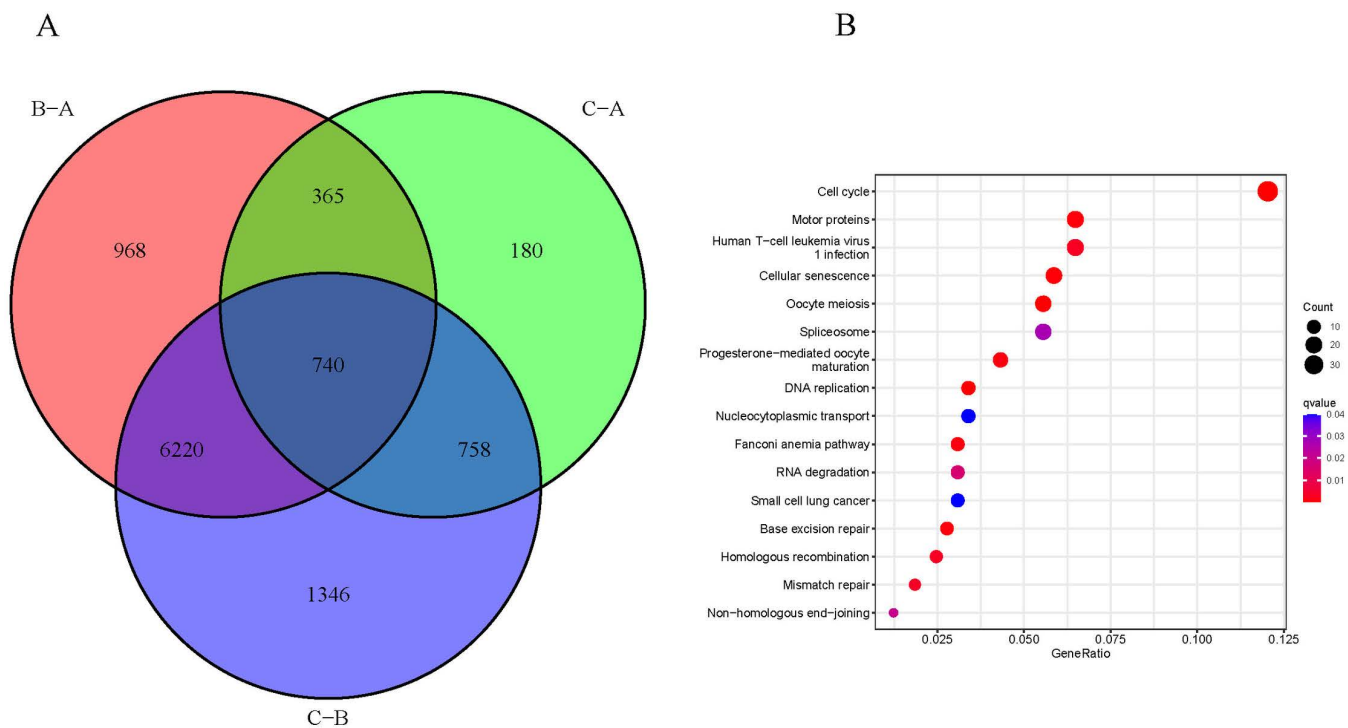 A
B
B-A
C-A
365
968
180
740
6220
758
1346
C-B
Cell cycle
Motor proteins
Human T-cell leukemia virus
1 infection
Cellular senescence
Oocyte meiosis
Spliceosome
Progesterone-mediated oocyte
maturation
DNA replication
Nucleocytoplasmic transport
Fanconi anemia pathway
RNA degradation
Small cell lung cancer
Base excision repair
Homologous recombination
Mismatch repair
Non-homologous end-joining
0.025 0.050 0.075 0.100 0.125
GeneRatio
Count
10
20
30
qvalue
0.04
0.03
0.02
0.01